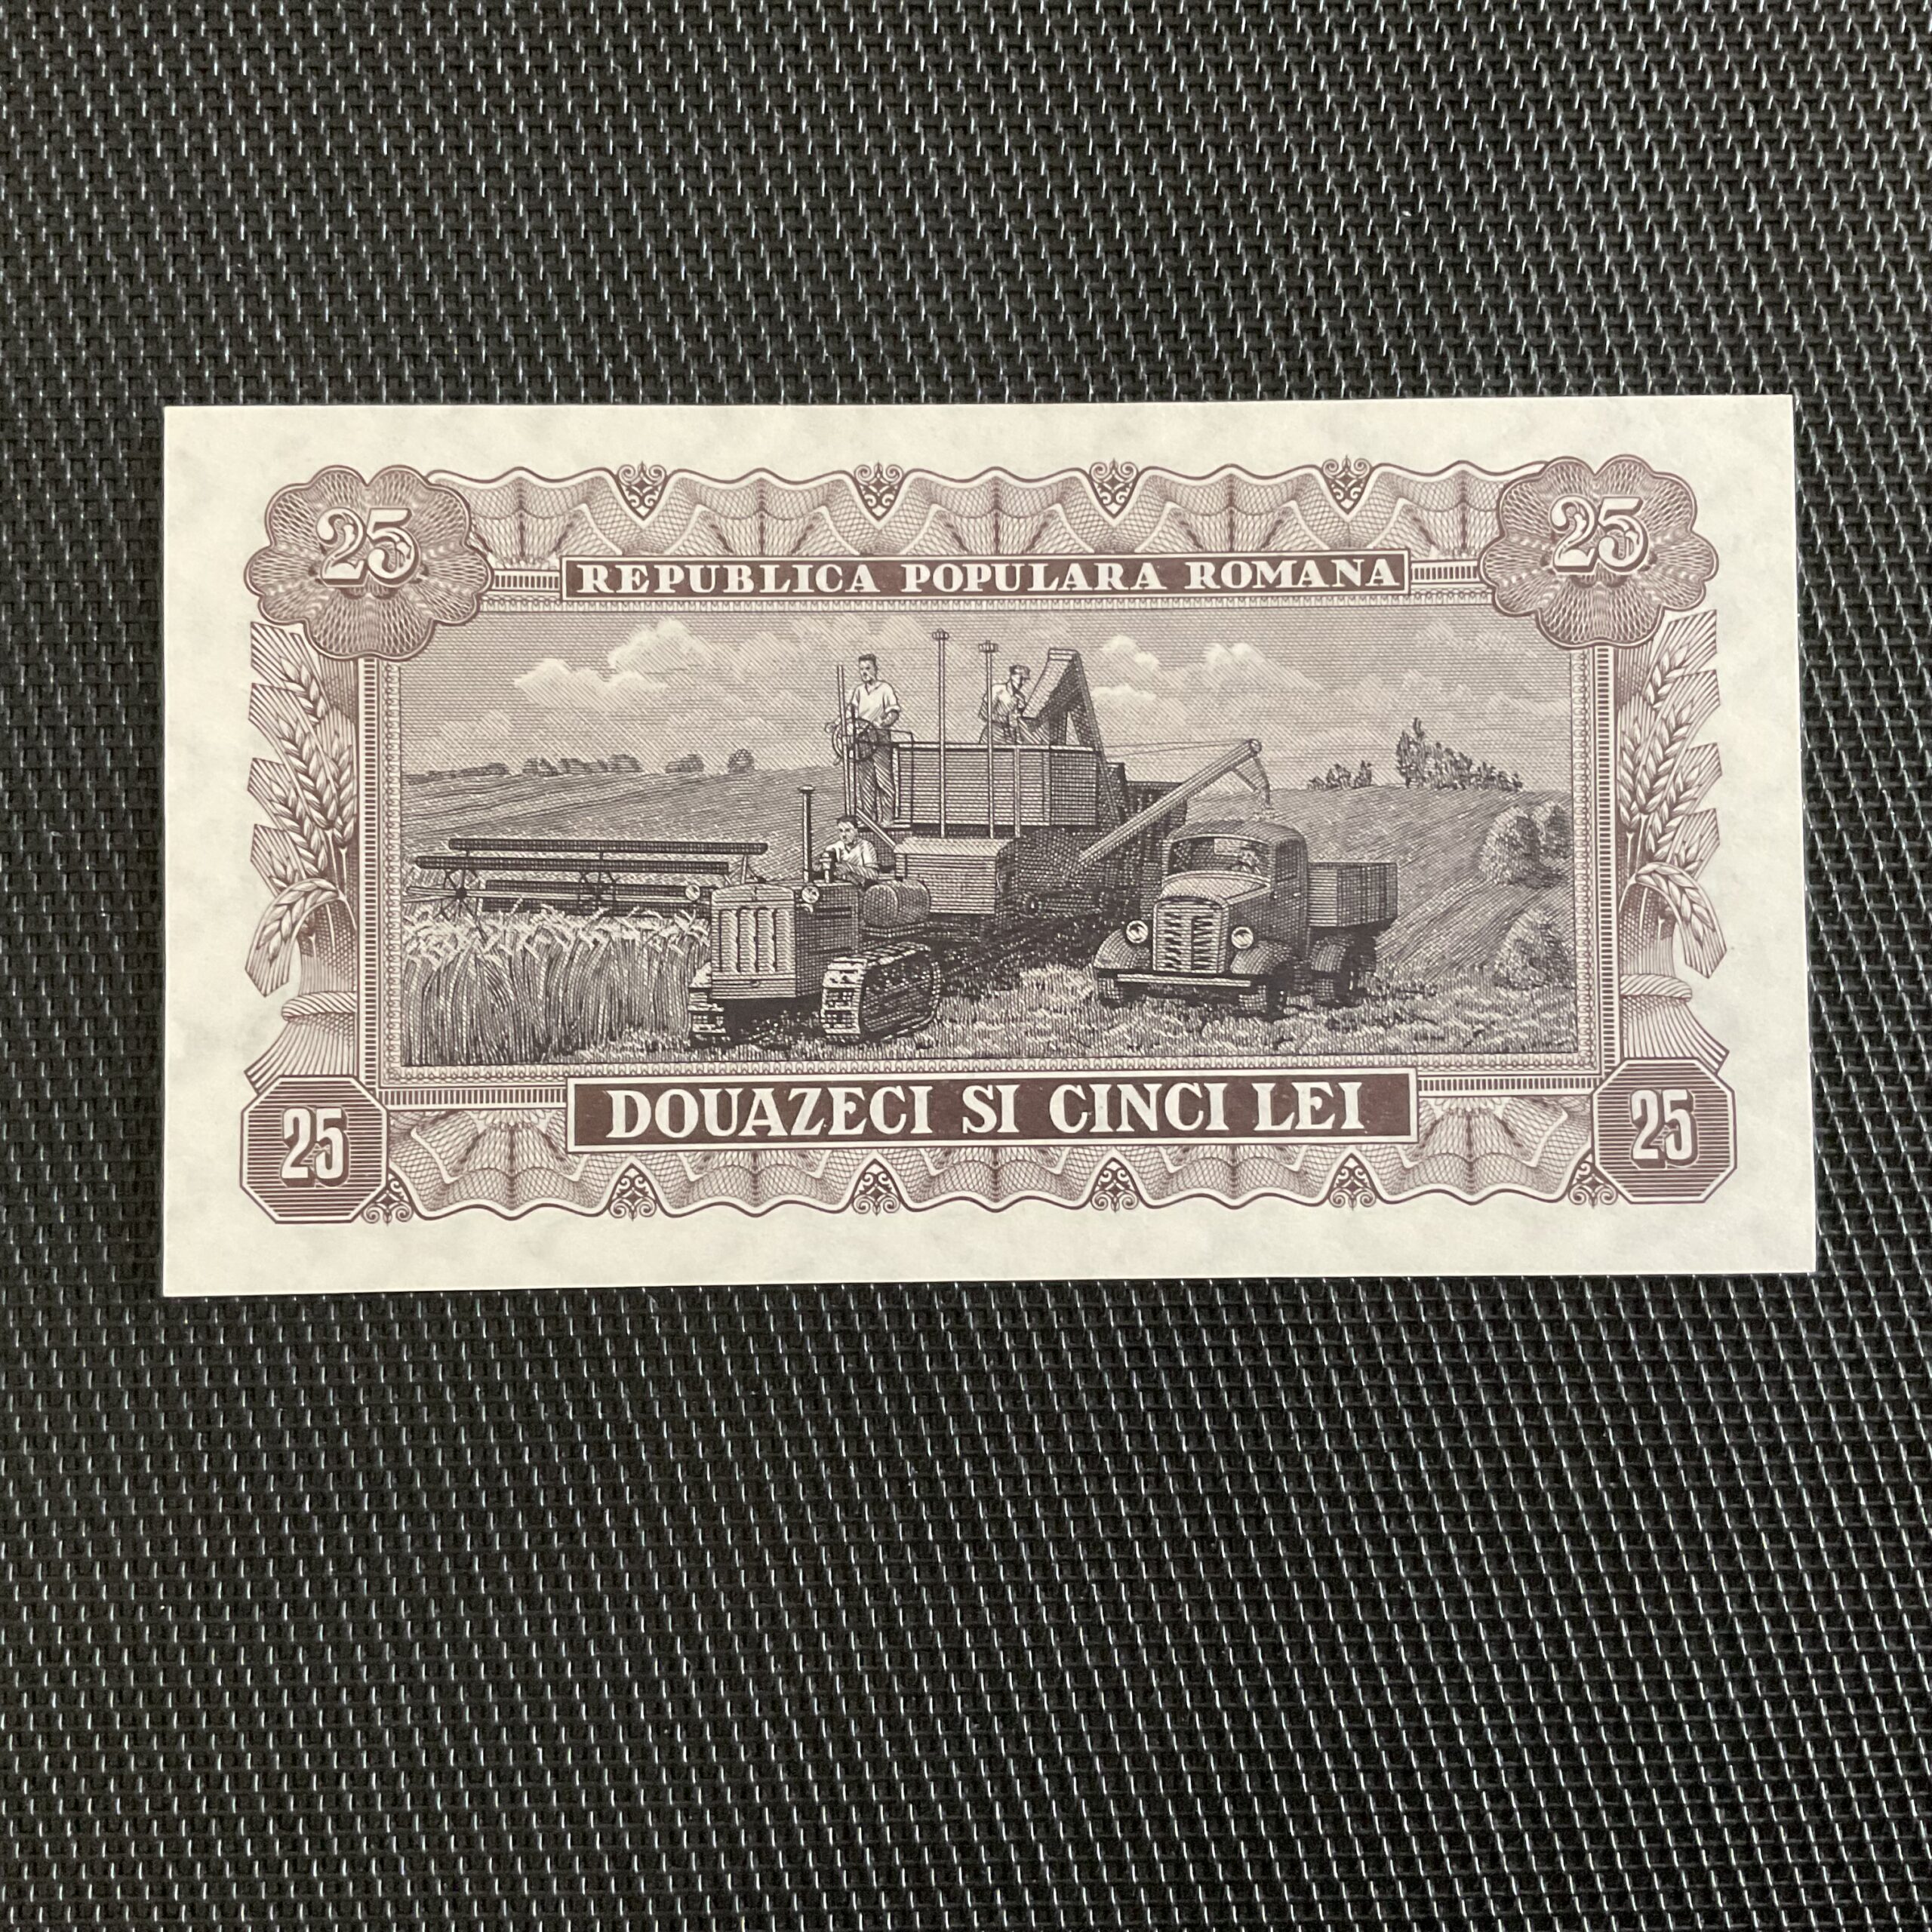 25 25
REPUBLICA POPULARA ROMANA
DOUAZECI SI CINCI LEI
25 25